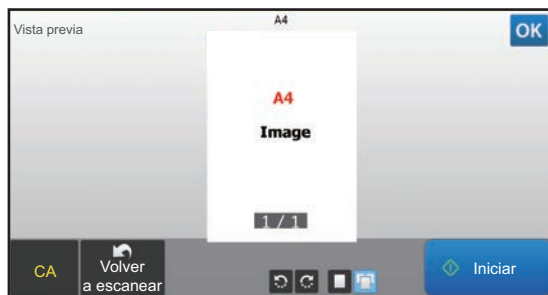 A4
Vista previa
OK
A4
Image
1 / 1
CA
Volver
a escanear
Iniciar